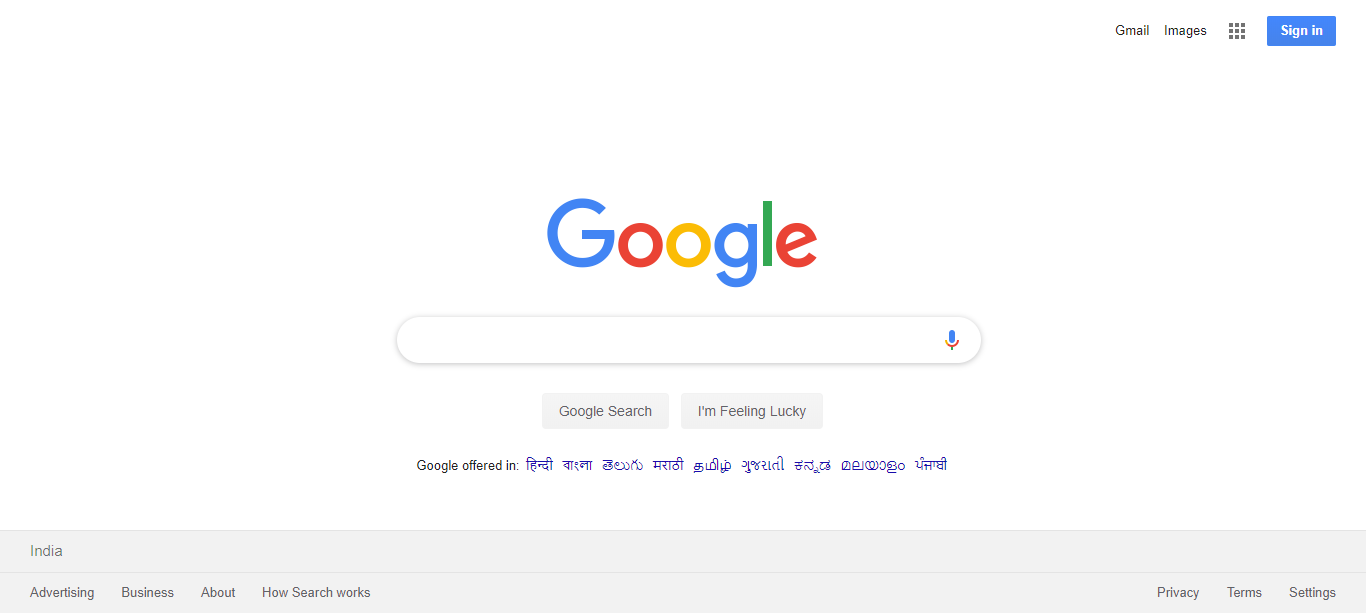 Gmail Images Sign in
Google
Google Search I'm Feeling Lucky
Google offered in: हिन्दी বাংলা తెలుగు मराठी தமிழ் ગુજરાતી ಕನ್ನಡ മലയാളം ਪੰਜਾਬੀ
India
Advertising Business About How Search works Privacy Terms Settings